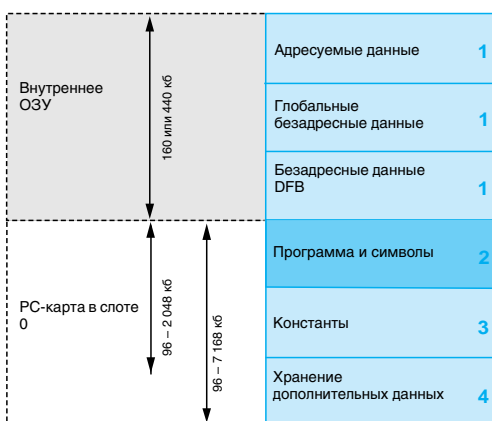 Внутреннее
ОЗУ
160 или 440 кб
Адресуемые данные 1
Глобальные
безадресные данные 1
Безадресные данные
DFB 1
PC-карта в слоте
0
96 – 2 048 кб
96 – 7 168 кб
Программа и символы 2
Константы 3
Хранение
дополнительных данных 4